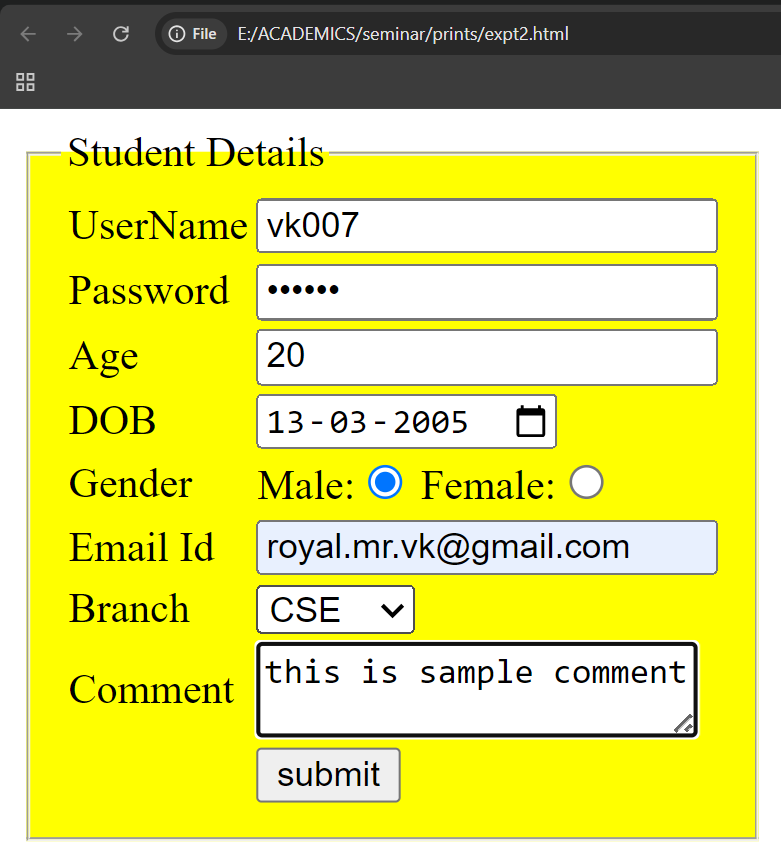 File E:/ACADEMICS/seminar/prints/expt2.html
Student Details
UserName vk007
Password ••••••
Age 20
DOB 13-03-2005
Gender Male: Female:
Email Id royal.mr.vk@gmail.com
Branch CSE
Comment this is sample comment
submit